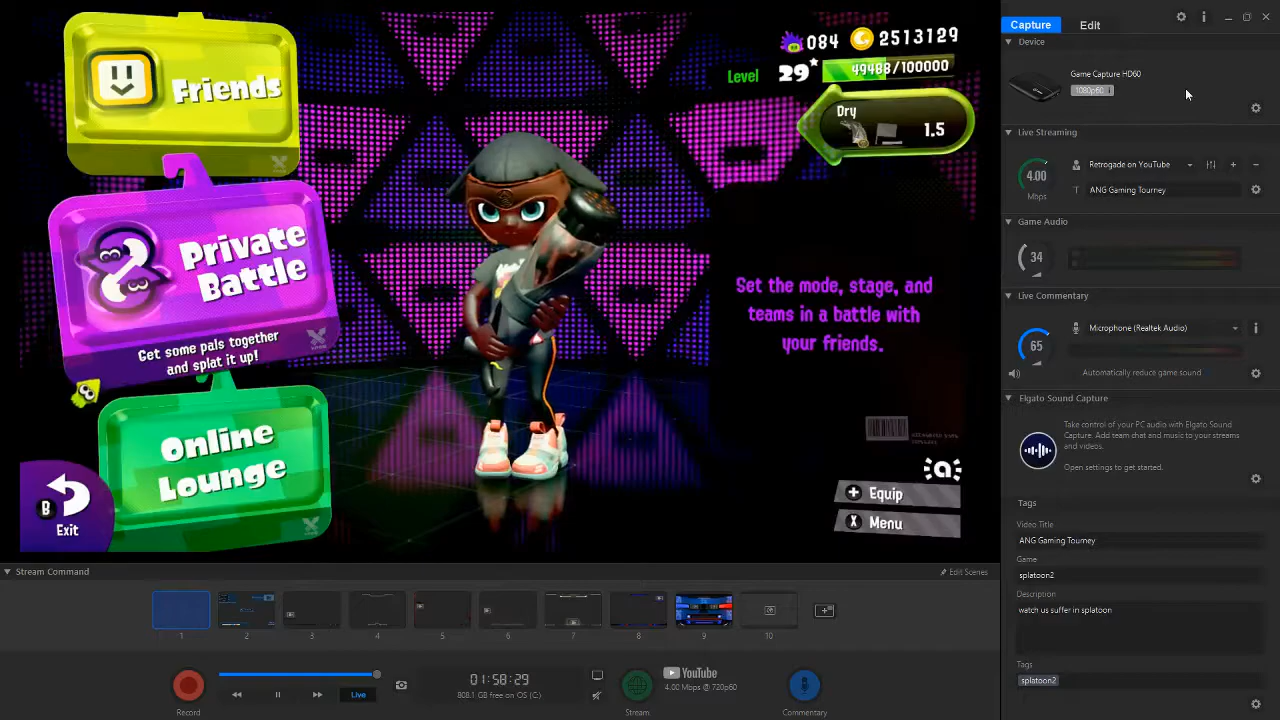 Friends
Private
Battle
Get some pals together
and splat it up!
Online
Lounge
B
Exit
084 2513129
Level 29 49488/100000
Dry
1.5
Set the mode, stage, and
teams in a battle with
your friends.
Equip
X Menu
Capture Edit
Device
Game Capture HD60
1080p60 i
Live Streaming
4.00
Mbps
Retrogade on YouTube
ANG Gaming Tourney
Game Audio
34
Live Commentary
65
Microphone (Realtek Audio)
Automatically reduce game sound
Elgato Sound Capture
Take control of your PC audio with Elgato Sound
Capture. Add team chat and music to your streams
and videos.
Open settings to get started.
Tags
Video Title
ANG Gaming Tourney
Game
splatoon2
Description
watch us suffer in splatoon
Tags
splatoon2
Stream Command
Edit Scenes
1 2 3 4 5 6 7 8 9 10
Record
Live
01:58:29
808.1 GB free on OS (C:)
Stream
YouTube
4.00 Mbps @ 720p60
Commentary